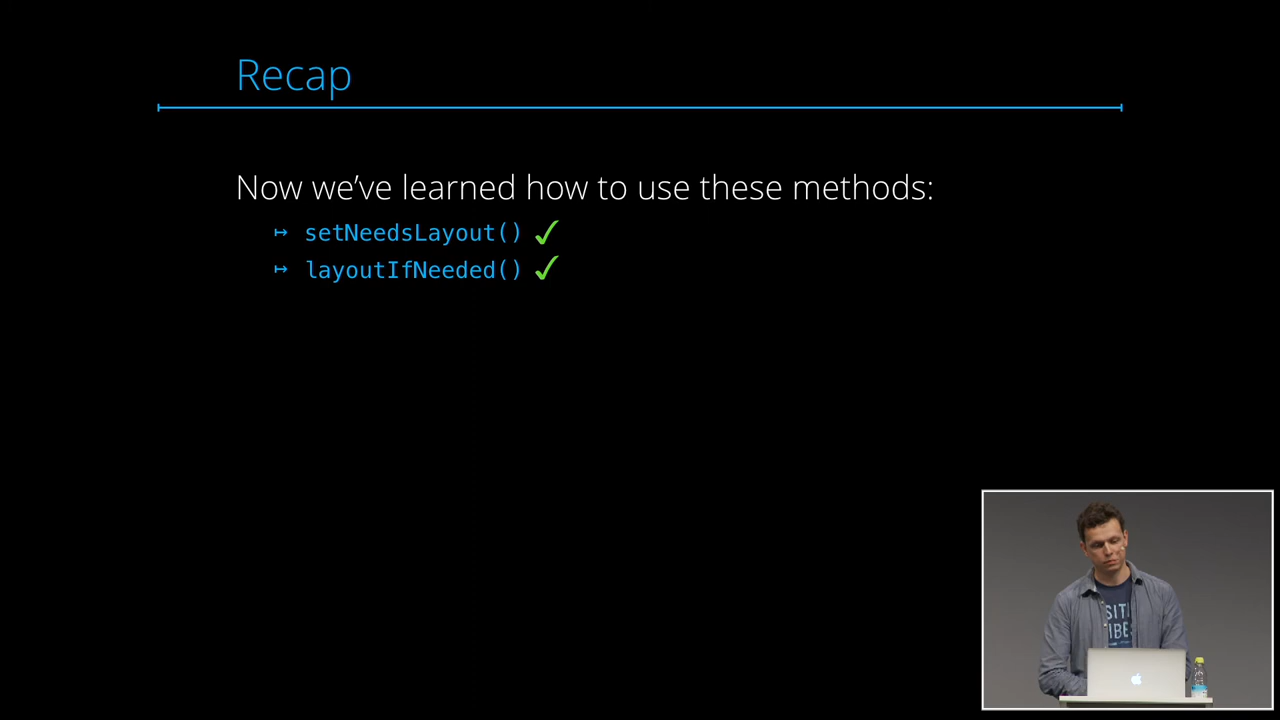 Recap
Now we’ve learned how to use these methods:
↦ setNeedsLayout() ✓
↦ layoutIfNeeded() ✓